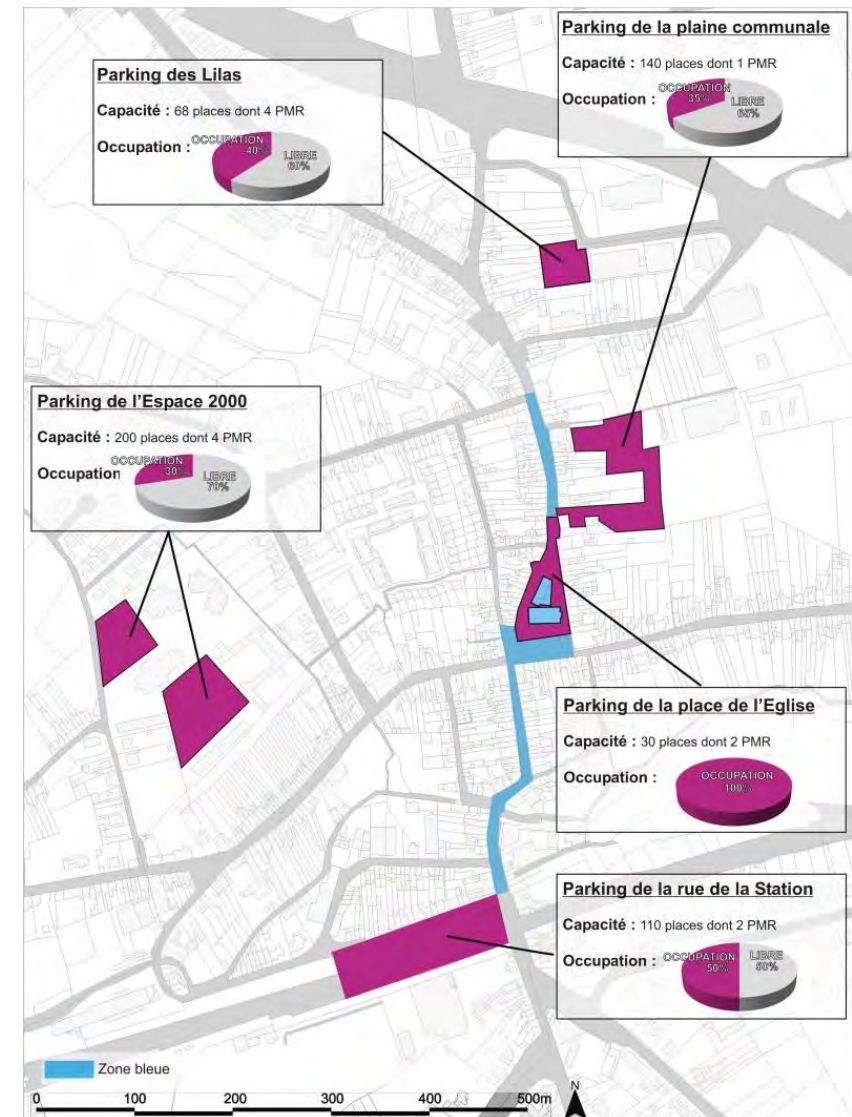 Parking de la plaine communale
Capacité : 140 places dont 1 PMR
Occupation :
OCCUPATION
35%
LIBRE
65%
Parking des Lilas
Capacité : 68 places dont 4 PMR
Occupation :
OCCUPATION
40%
LIBRE
60%
Parking de l'Espace 2000
Capacité : 200 places dont 4 PMR
Occupation
OCCUPATION
30%
LIBRE
70%
Parking de la place de l'Eglise
Capacité : 30 places dont 2 PMR
Occupation :
OCCUPATION
100%
Parking de la rue de la Station
Capacité : 110 places dont 2 PMR
Occupation :
OCCUPATION
50%
LIBRE
50%
Zone bleue
0 100 200 300 400 500m
N